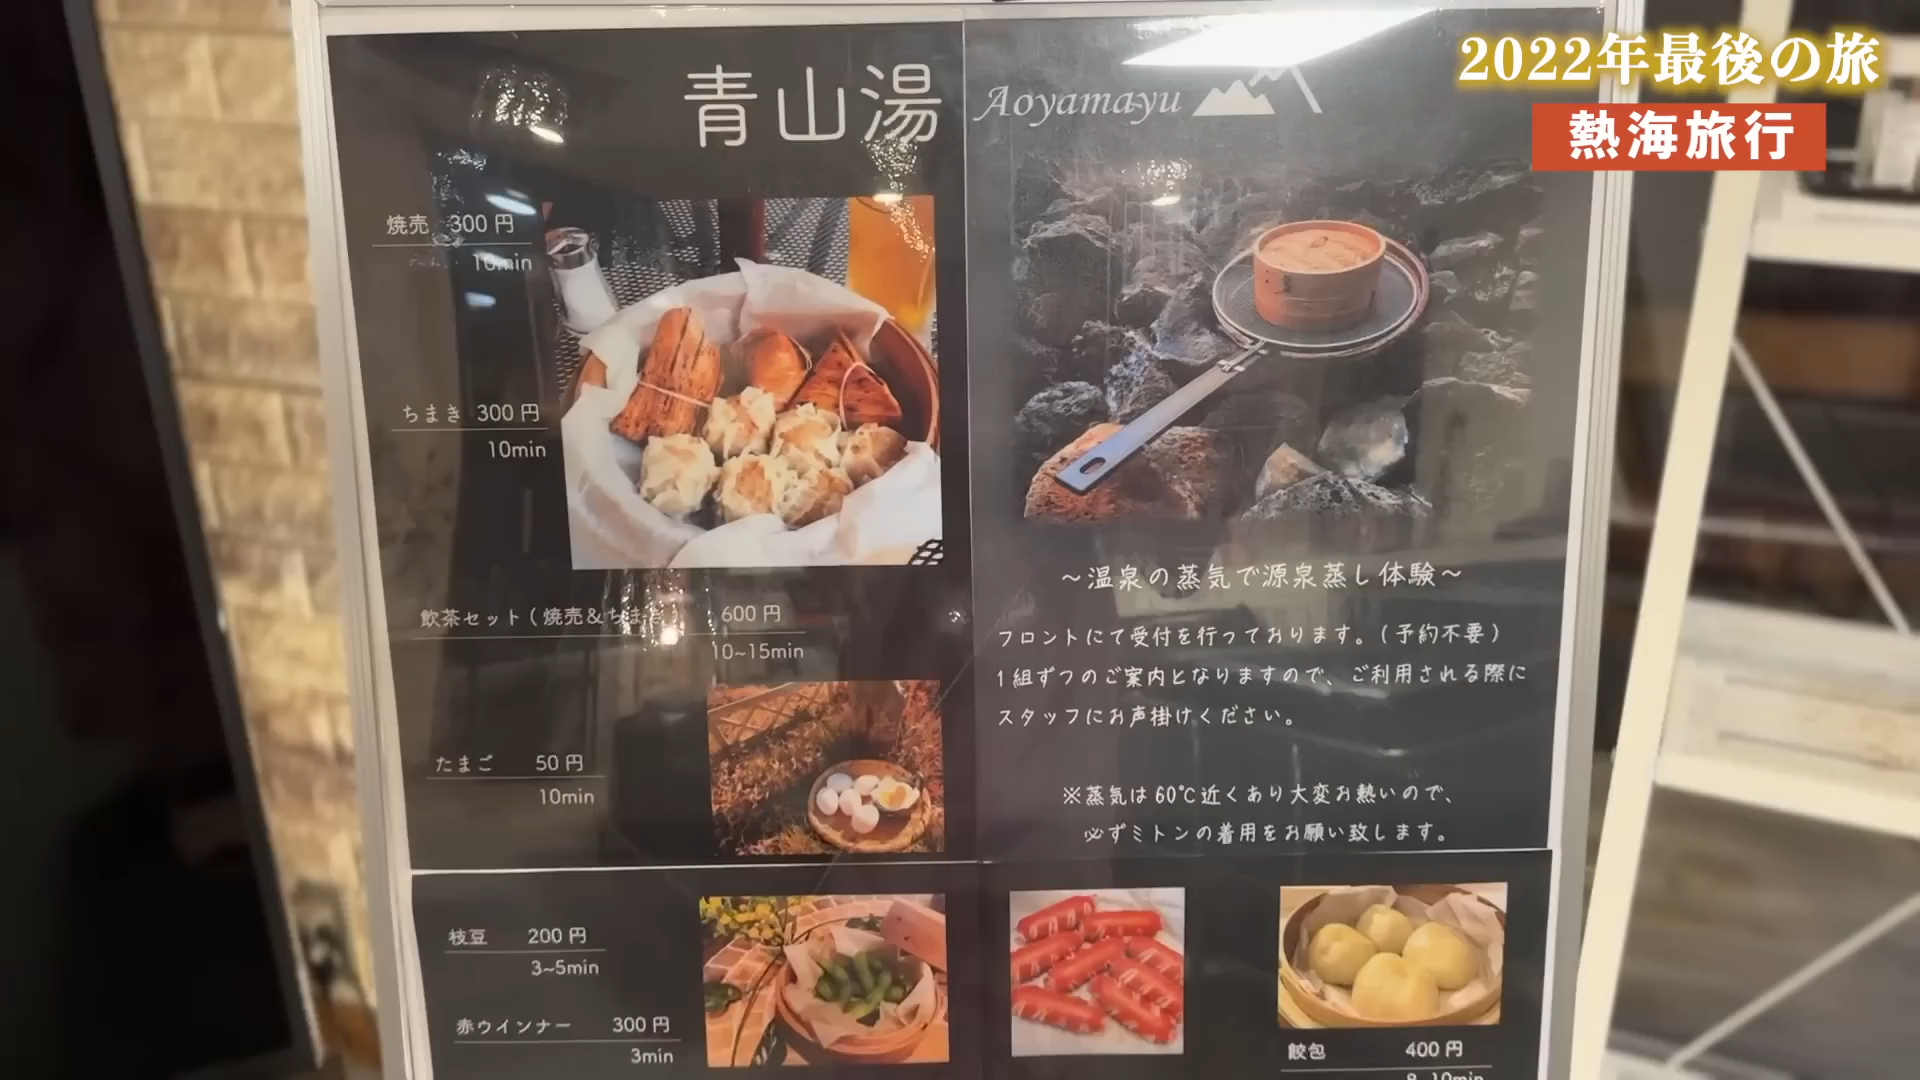 2022年最後の旅
熱海旅行
青山湯 Aoyamayu
焼売 300円
10min
ちまき 300円
10min
飲茶セット(焼売&ちまき) 600円
10~15min
たまご 50円
10min
枝豆 200円
3~5min
赤ウインナー 300円
3min
～温泉の蒸気で源泉蒸し体験～
フロントにて受付を行っております。(予約不要)
1組ずつのご案内となりますので、ご利用される際に
スタッフにお声掛けください。
※蒸気は60℃近くあり大変お熱いので、
必ずミトンの着用をお願い致します。
餃包 400円
8~10min